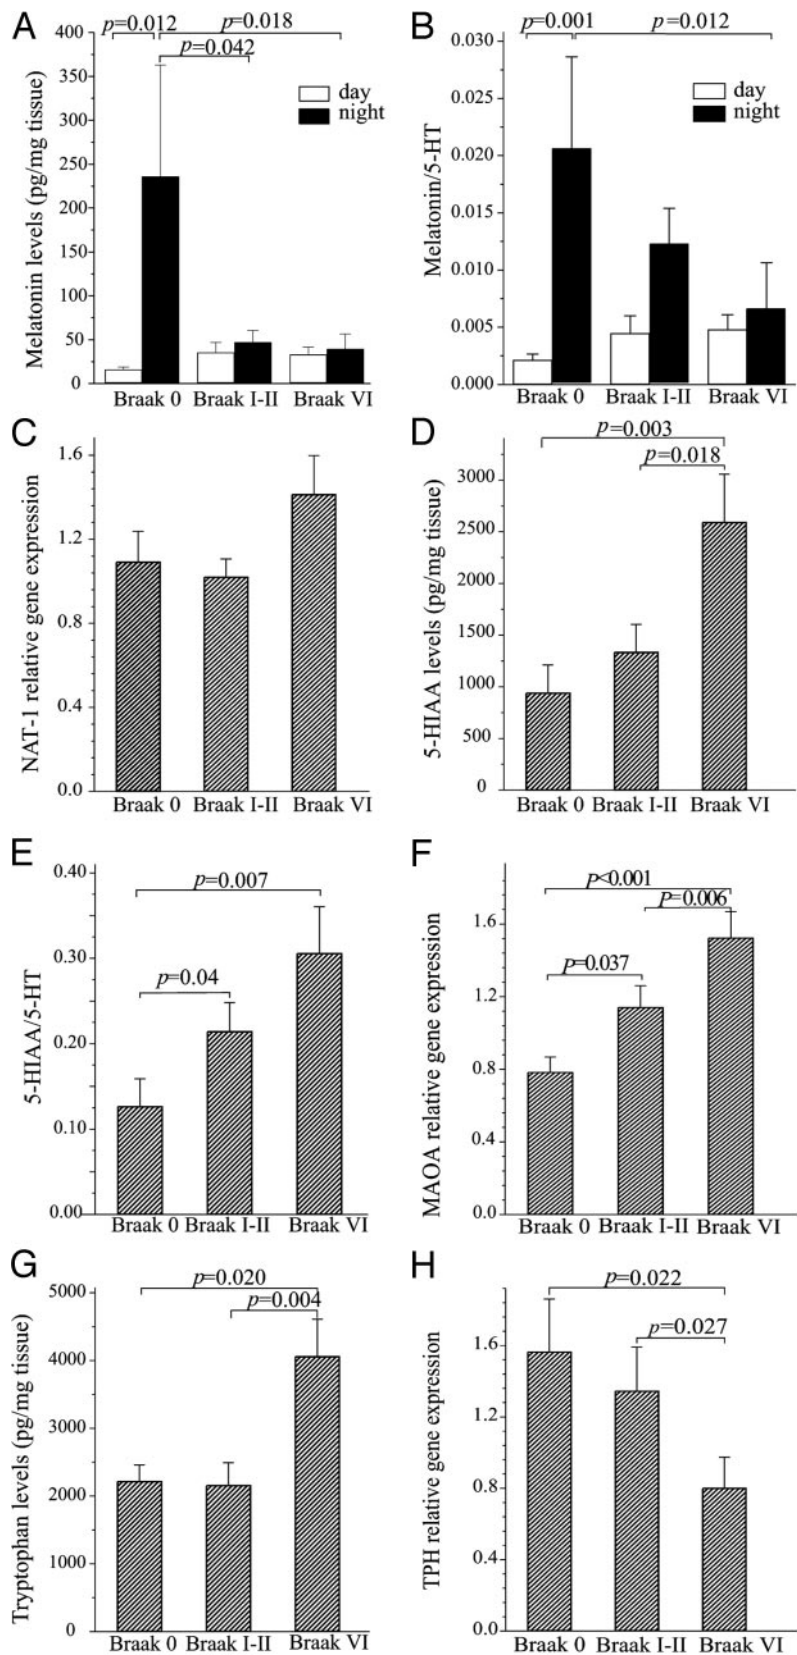 A
p=0.012
p=0.018
p=0.042
400
350
300
250
200
150
100
50
0
Melatonin levels (pg/mg tissue)
day
night
Braak 0 Braak I-II Braak VI
B
p=0.001
p=0.012
0.030
0.025
0.020
0.015
0.010
0.005
0.000
Melatonin/5-HT
day
night
Braak 0 Braak I-II Braak VI
C
1.6
1.2
0.8
0.4
0.0
NAT-1 relative gene expression
Braak 0 Braak I-II Braak VI
D
p=0.003
p=0.018
3000
2500
2000
1500
1000
500
0
5-HIAA levels (pg/mg tissue)
Braak 0 Braak I-II Braak VI
E
p=0.007
p=0.04
0.40
0.30
0.20
0.10
0.00
5-HIAA/5-HT
Braak 0 Braak I-II Braak VI
F
p<0.001
p=0.006
p=0.037
1.6
1.2
0.8
0.4
0.0
MAOA relative gene expression
Braak 0 Braak I-II Braak VI
G
p=0.020
p=0.004
5000
4000
3000
2000
1000
0
Tryptophan levels (pg/mg tissue)
Braak 0 Braak I-II Braak VI
H
p=0.022
p=0.027
1.6
1.2
0.8
0.4
0.0
TPH relative gene expression
Braak 0 Braak I-II Braak VI